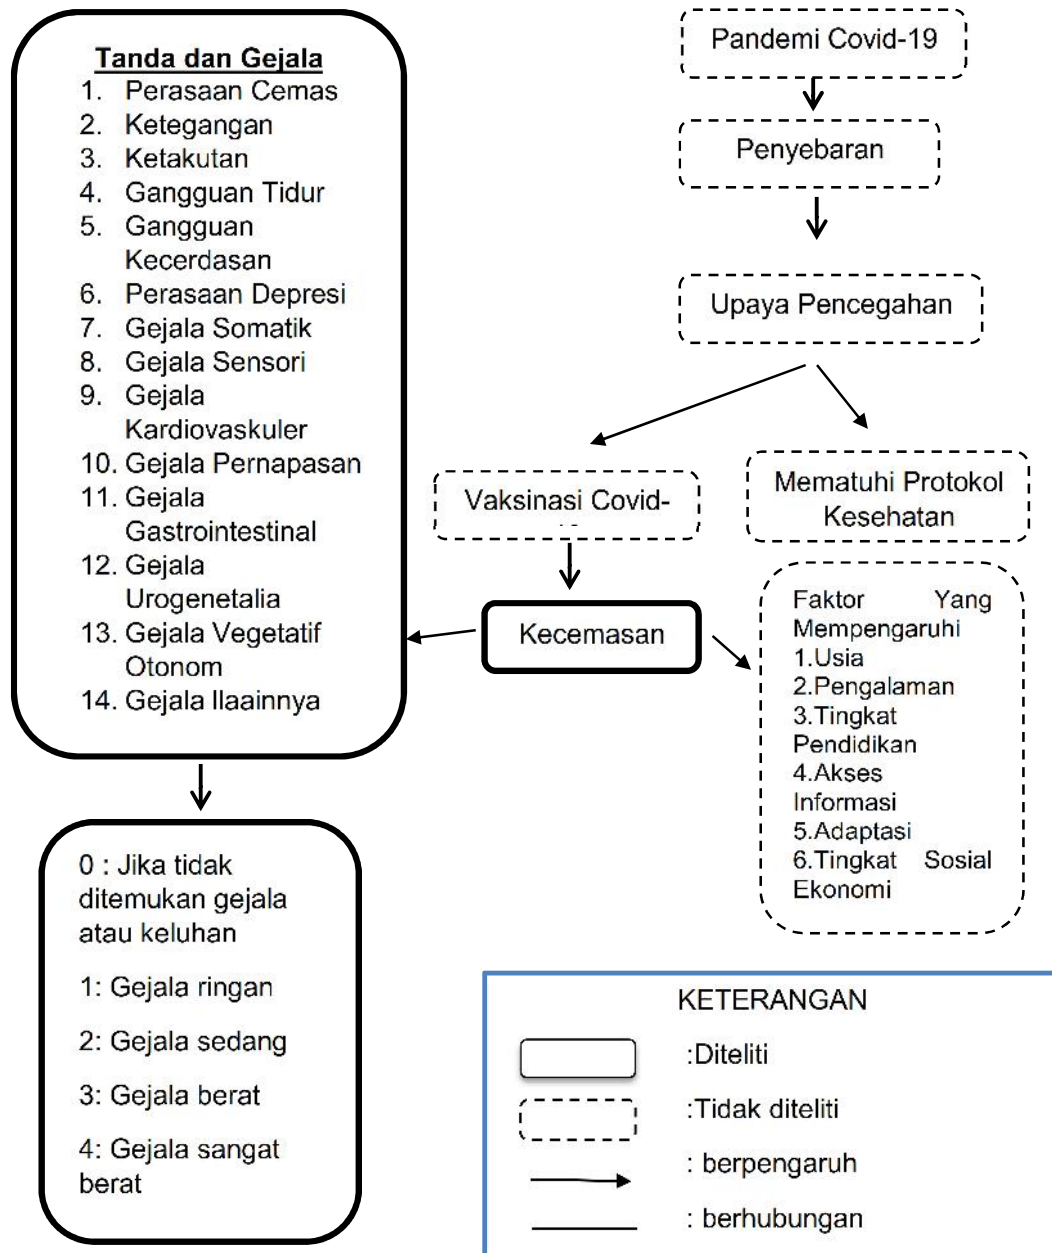 Tanda dan Gejala
1. Perasaan Cemas
2. Ketegangan
3. Ketakutan
4. Gangguan Tidur
5. Gangguan
Kecerdasan
6. Perasaan Depresi
7. Gejala Somatik
8. Gejala Sensori
9. Gejala
Kardiovaskuler
10. Gejala Pernapasan
11. Gejala
Gastrointestinal
12. Gejala
Urogenetalia
13. Gejala Vegetatif
Otonom
14. Gejala llaainnya
0 : Jika tidak
ditemukan gejala
atau keluhan
1: Gejala ringan
2: Gejala sedang
3: Gejala berat
4: Gejala sangat
berat
Pandemi Covid-19
Penyebaran
Upaya Pencegahan
Vaksinasi Covid-
Mematuhi Protokol
Kesehatan
Kecemasan
Faktor Yang
Mempengaruhi
1.Usia
2.Pengalaman
3.Tingkat
Pendidikan
4.Akses
Informasi
5.Adaptasi
6.Tingkat Sosial
Ekonomi
KETERANGAN
:Diteliti
:Tidak diteliti
: berpengaruh
: berhubungan